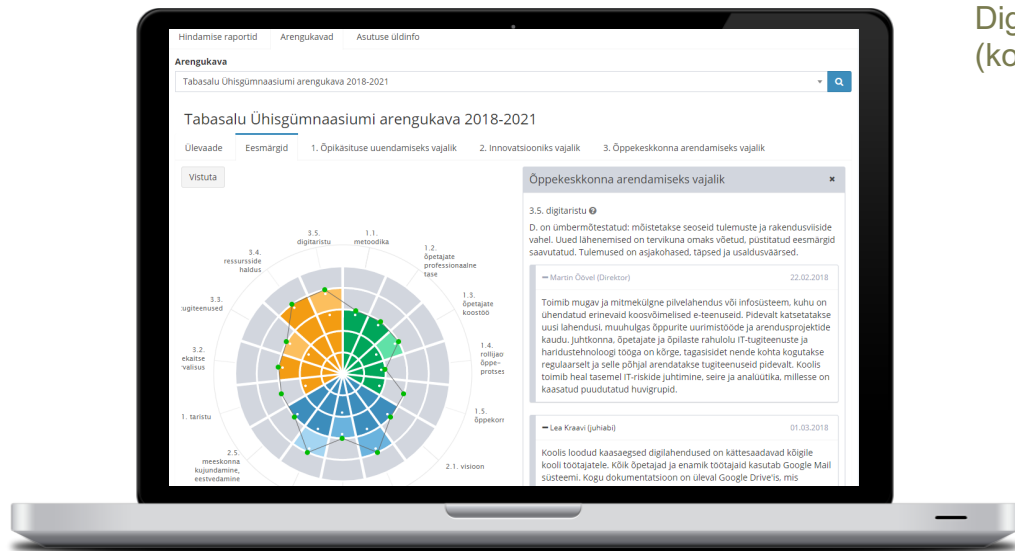 Hindamise raportid Arengukavad Asutuse üldinfo
Arengukava
Tabasalu Ühisgümnaasiumi arengukava 2018-2021
Tabasalu Ühisgümnaasiumi arengukava 2018-2021
Ülevaade Eesmärgid 1. Õpikäsituse uuendamiseks vajalik 2. Innovatsiooniks vajalik 3. Õppekeskkonna arendamiseks vajalik
Vistuta
3.5.
digitaristu
1.1.
metoodika
1.2.
õpetajate
professionaalne
tase
1.3.
õpetajate
koostöö
1.4.
rollijao
õppe–
protses
1.5.
õppekorr
2.1. visioon
2.5.
meeskonna
kujundamine,
eestvedamine
1. taristu
3.2.
ekaitse
valisus
3.3.
tugiteenused
3.4.
ressursside
haldus
Õppekeskkonna arendamiseks vajalik
3.5. digitaristu
D. on ümbermõtestatud: mõistetakse seoseid tulemuste ja rakendusviiside
vahel. Uued lähenemised on tervikuna omaks võetud, püstitatud eesmärgid
saavutatud. Tulemused on asjakohased, täpsed ja usaldusväärsed.
Martin Öövel (Direktor) 22.02.2018
Toimib mugav ja mitmekülgne pilvelahendus või infosüsteem, kuhu on
ühendatud erinevaid koosvõimelised e-teenuseid. Pidevalt katsetatakse
uusi lahendusi, muuhulgas õppurite uurimistööde ja arendusprojektide
kaudu. Juhtkonna, õpetajate ja õpilaste rahulolu IT-tugiteenuste ja
haridustehnoloogi tööga on kõrge, tagasisidet nende kohta kogutakse
regulaarselt ja selle põhjal arendatakse tugiteenuseid pidevalt. Koolis
toimib heal tasemel IT-riskide juhtimine, seire ja analüütika, millesse on
kaasatud puudutatud huvigrupid.
Lea Kraavi (juhiabi) 01.03.2018
Koolis loodud kaasaegsed digilahendused on kättesaadavad kõigile
kooli töötajatele. Kõik õpetajad ja enamik töötajaid kasutab Google Mail
süsteemi. Kogu dokumentatsioon on üleval Google Drive'is, mis
Dig
(ko